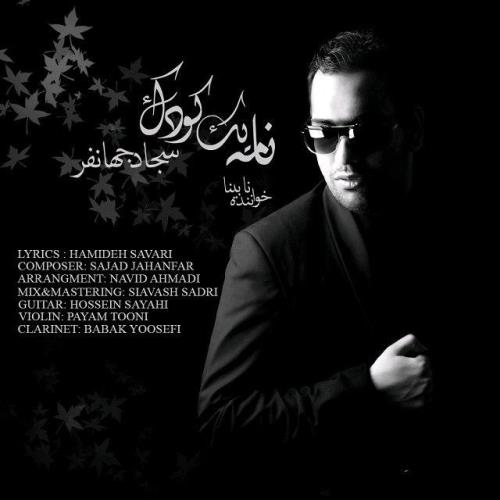 نامه یک کودک
سجاد جهانفر
خواننده نابینا
LYRICS : HAMIDEH SAVARI
COMPOSER: SAJAD JAHANFAR
ARRANGMENT: NAVID AHMADI
MIX&MASTERING: SIAVASH SADRI
GUITAR: HOSSEIN SAYAHI
VIOLIN: PAYAM TOONI
CLARINET: BABAK YOOSEFI